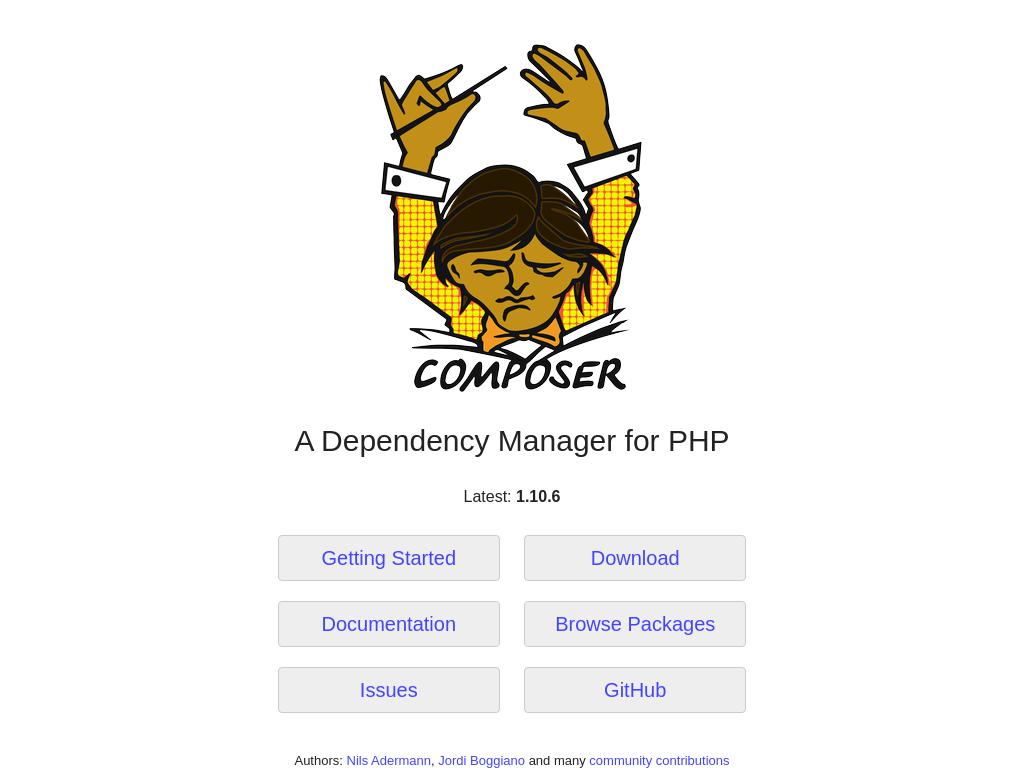 COMPOSER
A Dependency Manager for PHP
Latest: 1.10.6
Getting Started
Download
Documentation
Browse Packages
Issues
GitHub
Authors: Nils Adermann, Jordi Boggiano and many community contributions